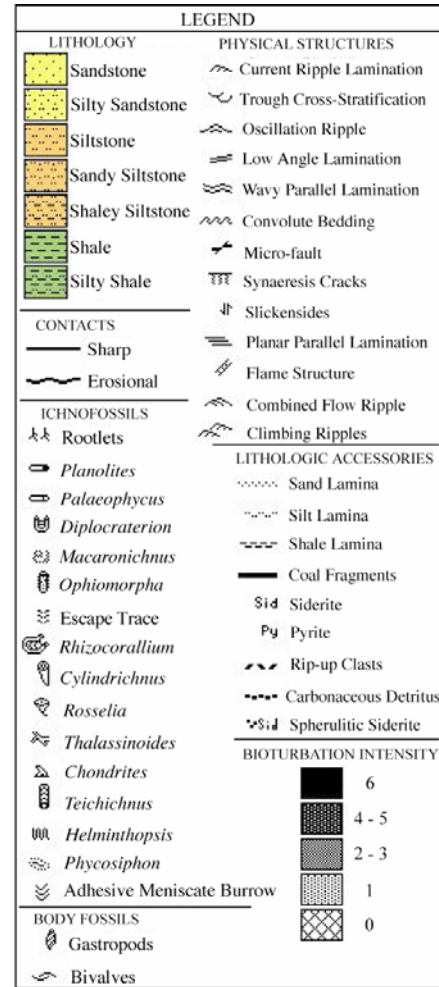 LEGEND
LITHOLOGY
Sandstone
Silty Sandstone
Siltstone
Sandy Siltstone
Shaley Siltstone
Shale
Silty Shale
CONTACTS
Sharp
Erosional
ICHNOFOSSILS
Rootlets
Planolites
Palaeophycus
Diplocraterion
Macaronichnus
Ophiomorpha
Escape Trace
Rhizocorallium
Cylindrichnus
Rosselia
Thalassinoides
Chondrites
Teichichnus
Helminthopsis
Phycosiphon
Adhesive Meniscate Burrow
BODY FOSSILS
Gastropods
Bivalves
PHYSICAL STRUCTURES
Current Ripple Lamination
Trough Cross-Stratification
Oscillation Ripple
Low Angle Lamination
Wavy Parallel Lamination
Convolute Bedding
Micro-fault
Synaeresis Cracks
Slickensides
Planar Parallel Lamination
Flame Structure
Combined Flow Ripple
Climbing Ripples
LITHOLOGIC ACCESSORIES
Sand Lamina
Silt Lamina
Shale Lamina
Coal Fragments
Sid Siderite
Py Pyrite
Rip-up Clasts
Carbonaceous Detritus
Sid Spherulitic Siderite
BIOTURBATION INTENSITY
6
4 - 5
2 - 3
1
0